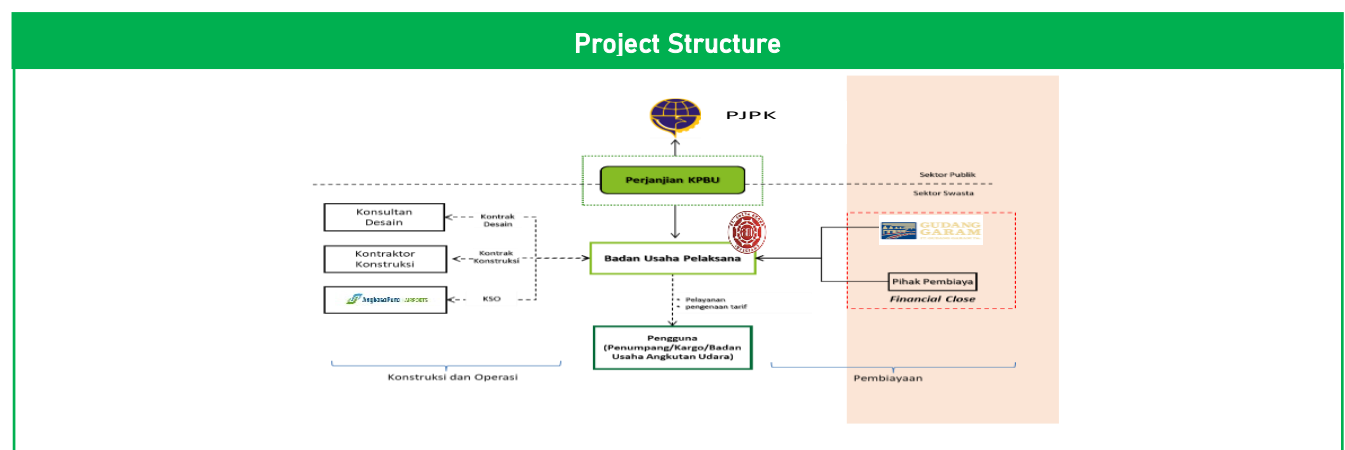 Project Structure
PJPK
Perjanjian KPBU
Sektor Publik
Sektor Swasta
Konsultan
Desain
Kontrak
Desain
Kontraktor
Konstruksi
Kontrak
Konstruksi
AngkasaPura AIRPORTS
KSO
Badan Usaha Pelaksana
GUDANG
GARAM
Pihak Pembiaya
Financial Close
• Pelayanan
• pengenaan tarif
Pengguna
(Penumpang/Kargo/Badan
Usaha Angkutan Udara)
Konstruksi dan Operasi
Pembiayaan